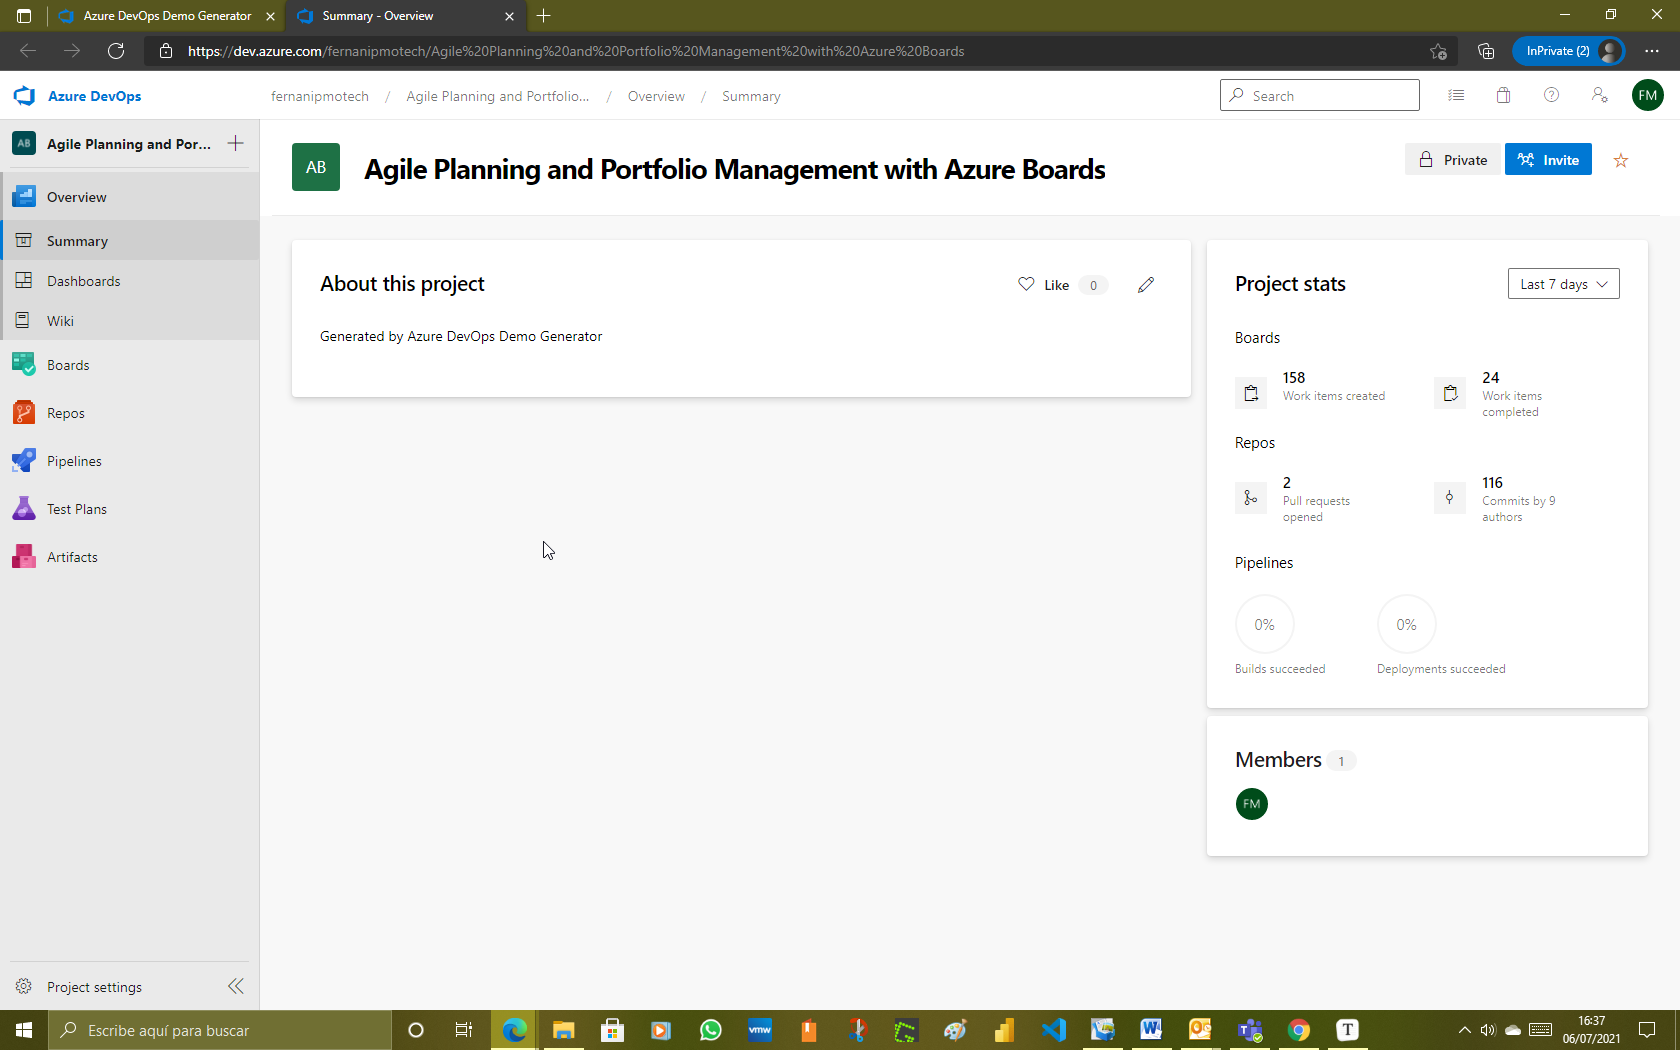 Azure DevOps Demo Generator
Summary - Overview
https://dev.azure.com/fernanipmotech/Agile%20Planning%20and%20Portfolio%20Management%20with%20Azure%20Boards
InPrivate (2)
Azure DevOps
fernanipmotech / Agile Planning and Portfolio... / Overview / Summary
Search
FM
AB
Agile Planning and Por...
Overview
Summary
Dashboards
Wiki
Boards
Repos
Pipelines
Test Plans
Artifacts
Project settings
AB
Agile Planning and Portfolio Management with Azure Boards
Private
Invite
About this project
Like 0
Generated by Azure DevOps Demo Generator
Project stats
Last 7 days
Boards
158
Work items created
24
Work items
completed
Repos
2
Pull requests
opened
116
Commits by 9
authors
Pipelines
0%
Builds succeeded
0%
Deployments succeeded
Members 1
FM
Escribe aquí para buscar
vmw
16:37
06/07/2021